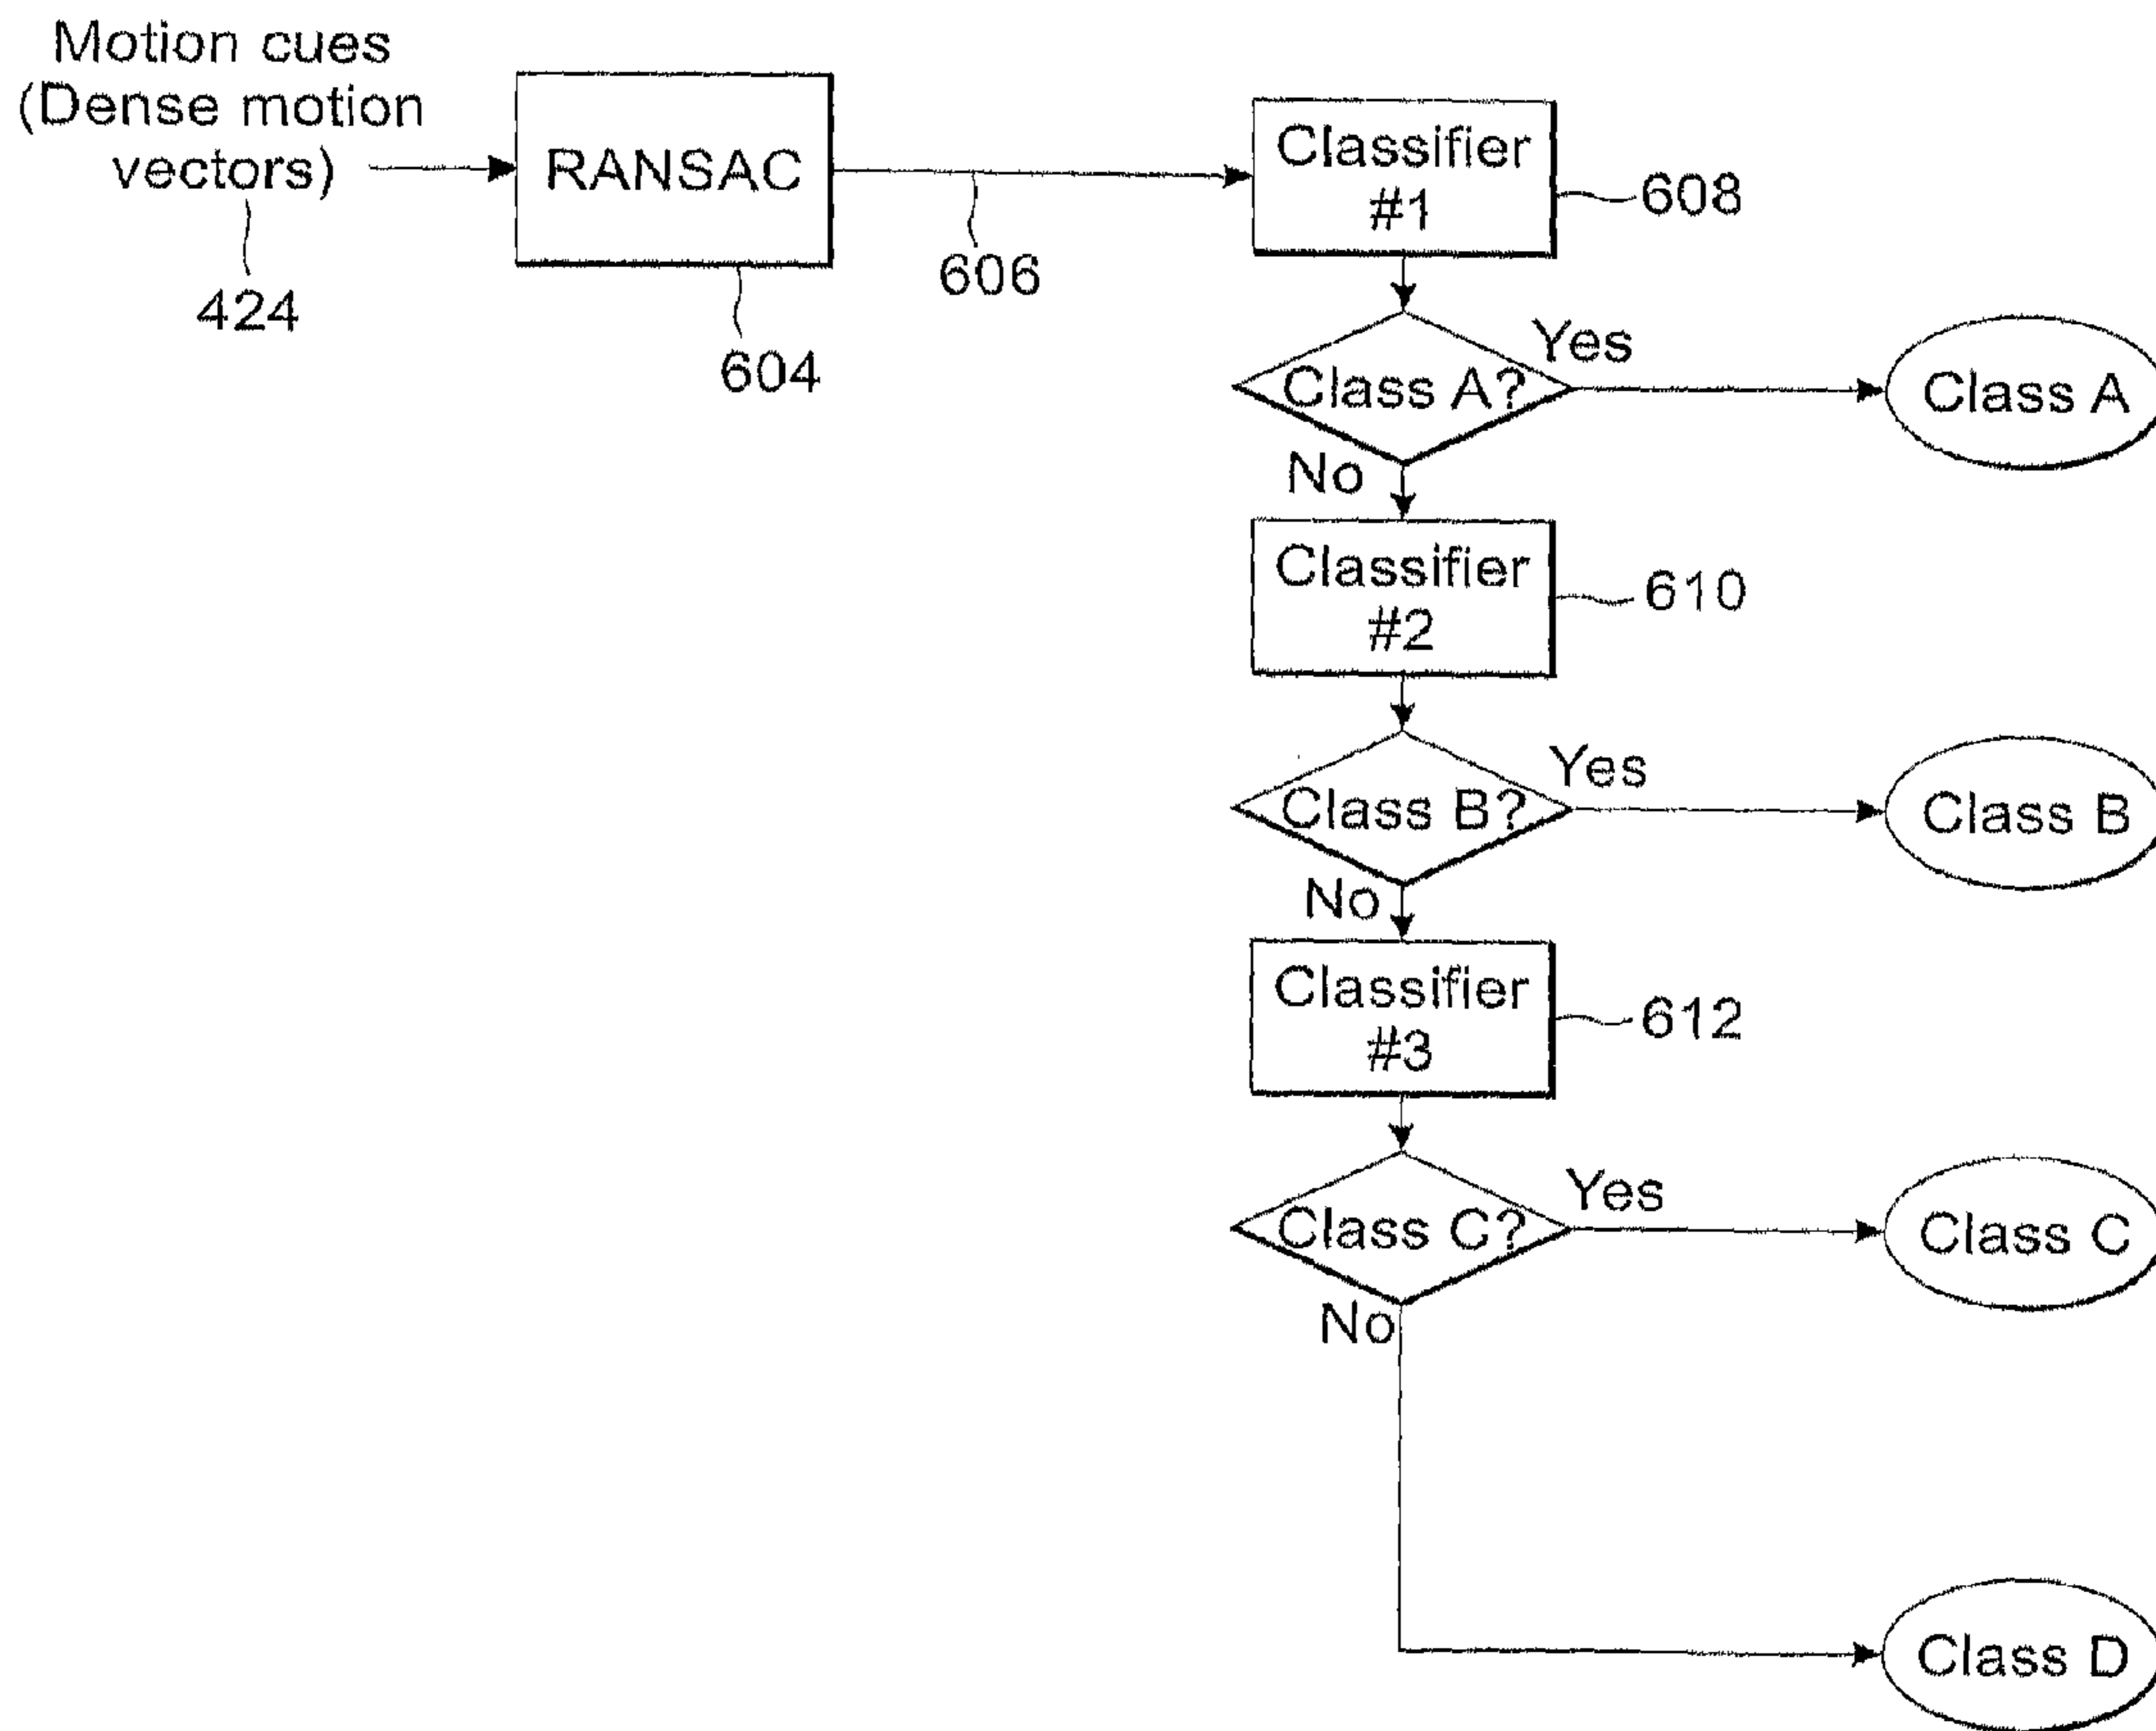 Motion cues
(Dense motion
vectors)
424
RANSAC
604
606
Classifier
#1
608
Class A?
Yes
Class A
No
Classifier
#2
610
Class B?
Yes
Class B
No
Classifier
#3
612
Class C?
Yes
Class C
No
Class D